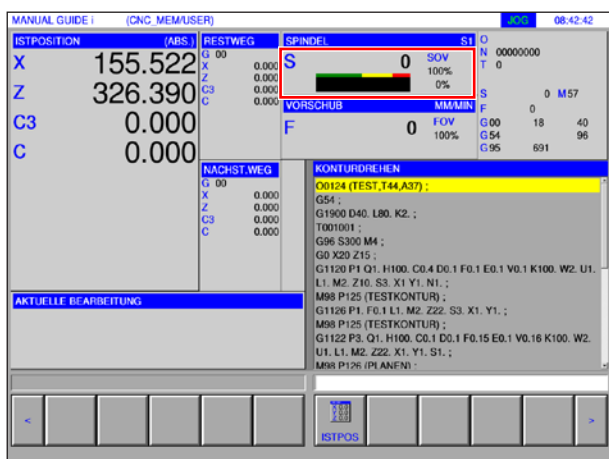 MANUAL GUIDE i (CNC_MEM/USER) JOG 08:42:42
ISTPOSITION (ABS.)
X 155.522
Z 326.390
C3 0.000
C 0.000
RESTWEG
G 00
X 0.000
Z 0.000
C3 0.000
C 0.000
SPINDEL S1
S 0 SOV
100%
0%
VORSCHUB MM/MIN
F 0 FOV
100%
O
N 00000000
T 0
S 0 M57
F 0
G00 18 40
G54 96
G95 691
NACHST.WEG
G 00
X 0.000
Z 0.000
C3 0.000
C 0.000
KONTURDREHEN
O0124 (TEST,T44,A37) ;
G54 ;
G1900 D40. L80. K2. ;
T001001 ;
G96 S300 M4 ;
G0 X20 Z15 ;
G1120 P1 Q1. H100. C0.4 D0.1 F0.1 E0.1 V0.1 K100. W2. U1.
L1. M2. Z10. S3. X1 Y1. N1. ;
M98 P125 (TESTKONTUR) ;
G1126 P1. F0.1 L1. M2. Z22. S3. X1. Y1. ;
M98 P125 (TESTKONTUR) ;
G1122 P3. Q1. H100. C0.1 D0.1 F0.15 E0.1 V0.16 K100. W2.
U1. L1. M2. Z22. X1. Y1. S1. ;
M98 P126 (PLANEN) ;
AKTUELLE BEARBEITUNG
< ISTPOS >